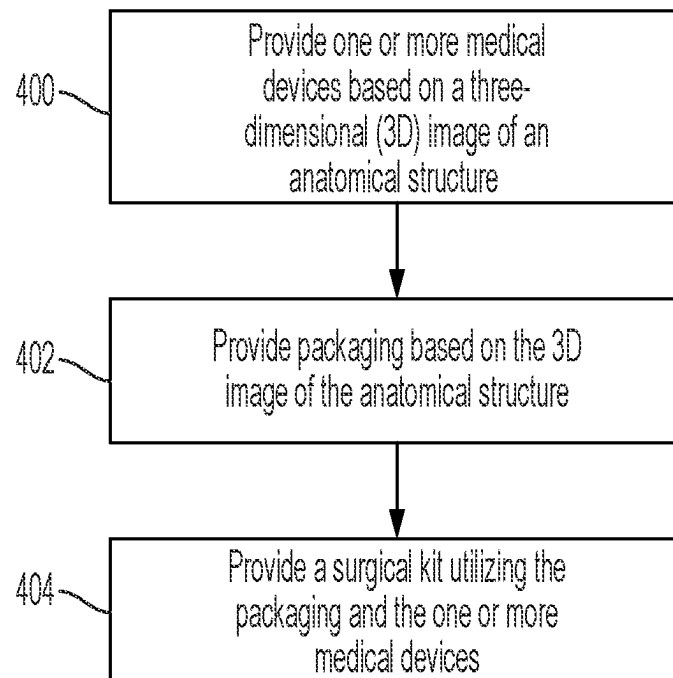 Provide one or more medical
devices based on a three-
dimensional (3D) image of an
anatomical structure
400
Provide packaging based on the 3D
image of the anatomical structure
402
Provide a surgical kit utilizing the
packaging and the one or more
medical devices
404